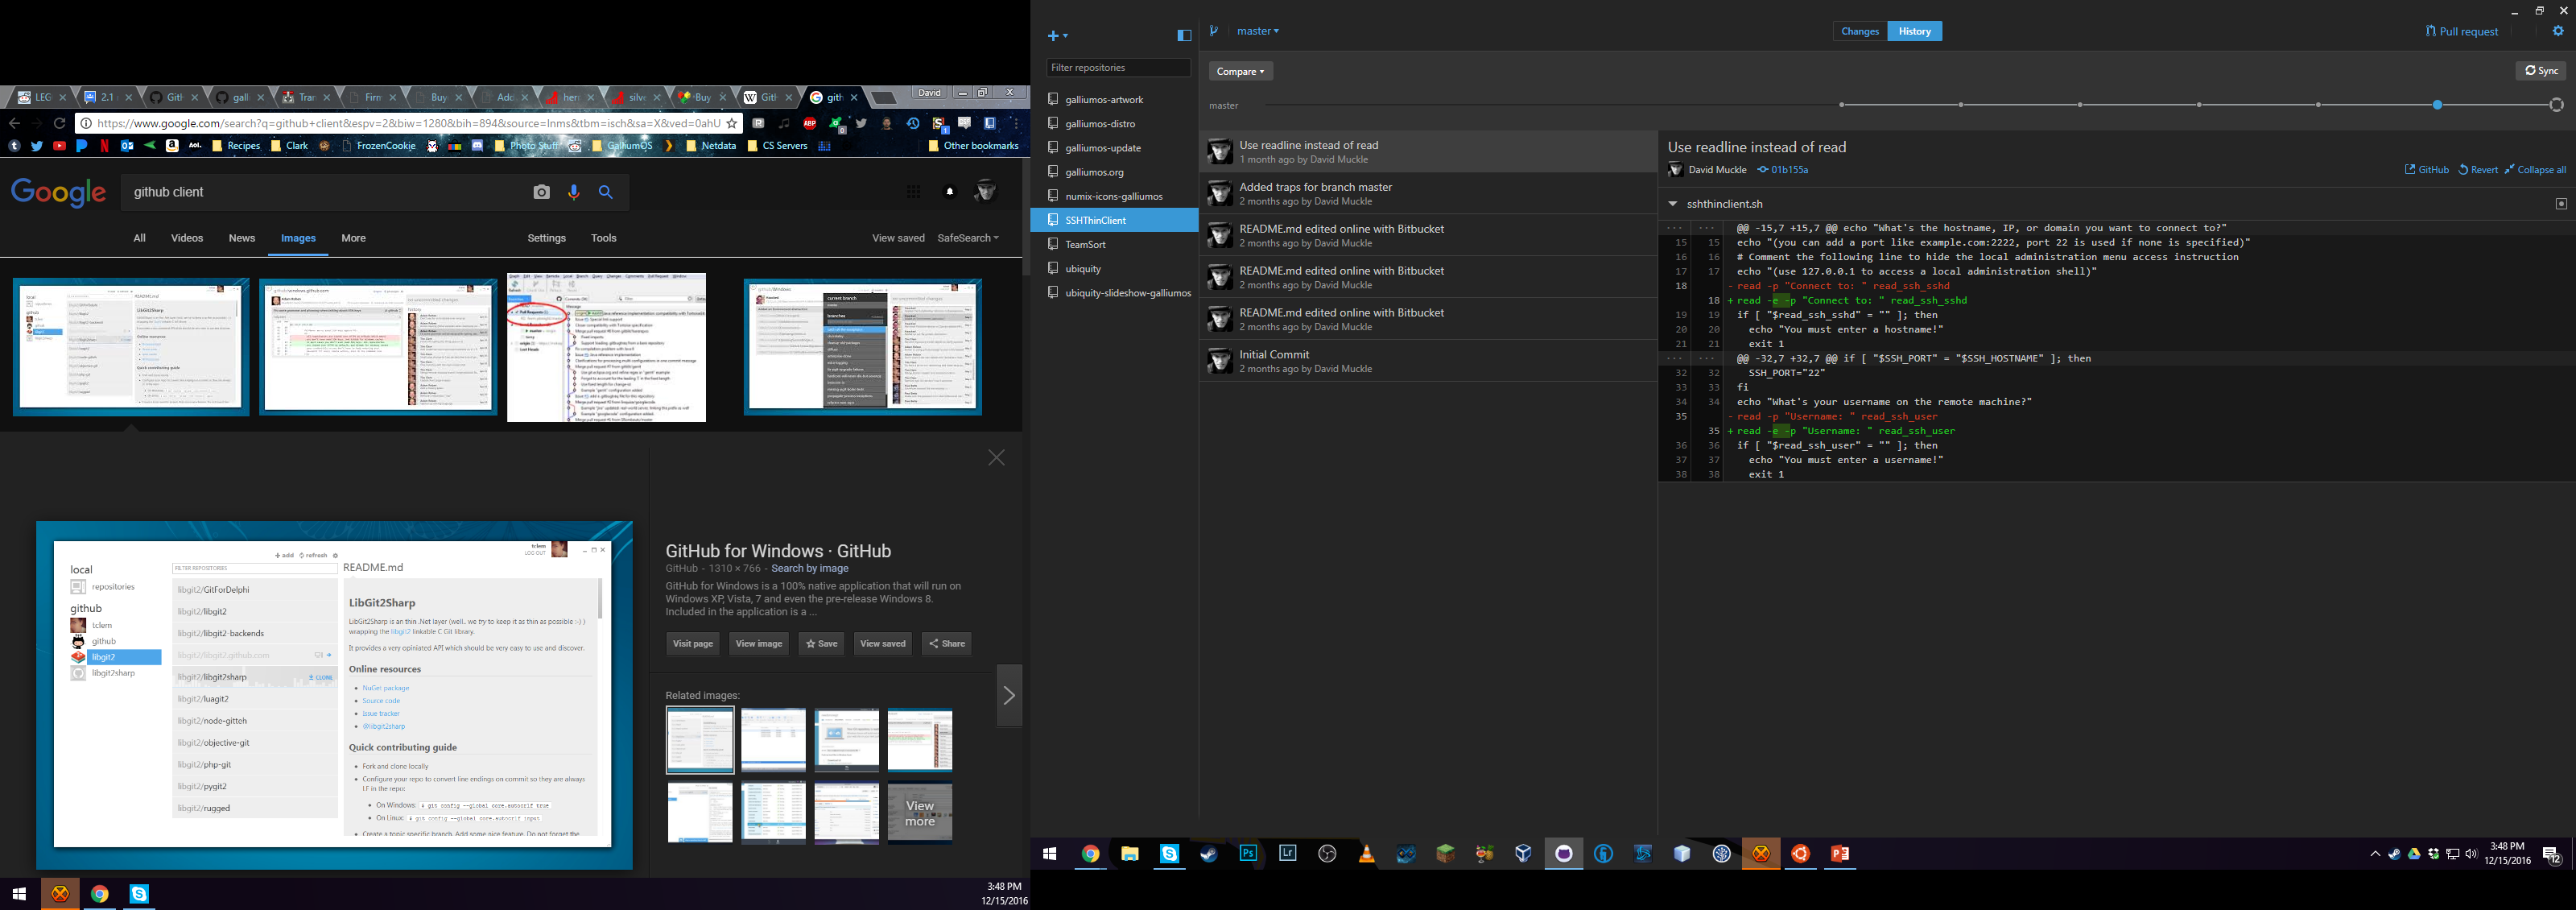 LEG
2.1
Gitl
gall
Tran
Firm
Buy
Add
hern
silve
Buy
Gitl
gith
David
https://www.google.com/search?q=github+client&espv=2&biw=1280&bih=894&source=lnms&tbm=isch&sa=X&ved=0ahU
Recipes
Clark
FrozenCookie
Photo Stuff
GalliumOS
Netdata
CS Servers
Other bookmarks
Google
github client
All Videos News Images More Settings Tools View saved SafeSearch
GitHub for Windows · GitHub
GitHub - 1310 × 766 - Search by image
GitHub for Windows is a 100% native application that will run on
Windows XP, Vista, 7 and even the pre-release Windows 8.
Included in the application is a ...
Visit page View image Save View saved Share
Related images:
View
more
+ add refresh
tclem
LOG OUT
local
repositories
github
tclem
github
libgit2
libgit2sharp
FILTER REPOSITORIES
libgit2/GitForDelphi
libgit2/libgit2
libgit2/libgit2-backends
libgit2/libgit2.github.com
libgit2/libgit2sharp
CLONE
libgit2/luagit2
libgit2/node-gitteh
libgit2/objective-git
libgit2/php-git
libgit2/pygit2
libgit2/rugged
README.md
LibGit2Sharp
LibGit2Sharp is an thin .Net layer (well.. we try to keep it as thin as possible :-) )
wrapping the libgit2 linkable C Git library.
It provides a very opiniated API which should be very easy to use and discover.
Online resources
NuGet package
Source code
Issue tracker
@libgit2sharp
Quick contributing guide
Fork and clone locally
Configure your repo to convert line endings on commit so they are always
LF in the repo:
On Windows: $ git config --global core.autocrlf true
On Linux: $ git config --global core.autocrlf input
Create a topic specific branch. Add some nice feature. Do not forget the
3:48 PM
12/15/2016
master
Changes History
Pull request
Filter repositories
Compare
Sync
master
galliumos-artwork
galliumos-distro
galliumos-update
galliumos.org
numix-icons-galliumos
SSHThinClient
TeamSort
ubiquity
ubiquity-slideshow-galliumos
Use readline instead of read
1 month ago by David Muckle
Added traps for branch master
2 months ago by David Muckle
README.md edited online with Bitbucket
2 months ago by David Muckle
README.md edited online with Bitbucket
2 months ago by David Muckle
README.md edited online with Bitbucket
2 months ago by David Muckle
Initial Commit
2 months ago by David Muckle
Use readline instead of read
David Muckle 01b155a
GitHub Revert Collapse all
sshthinclient.sh
... ... @@ -15,7 +15,7 @@ echo "What's the hostname, IP, or domain you want to connect to?"
15 15 echo "(you can add a port like example.com:2222, port 22 is used if none is specified)"
16 16 # Comment the following line to hide the local administration menu access instruction
17 17 echo "(use 127.0.0.1 to access a local administration shell)"
18 - read -p "Connect to: " read_ssh_sshd
18 + read -e -p "Connect to: " read_ssh_sshd
19 19 if [ "$read_ssh_sshd" = "" ]; then
20 20 echo "You must enter a hostname!"
21 21 exit 1
... ... @@ -32,7 +32,7 @@ if [ "$SSH_PORT" = "$SSH_HOSTNAME" ]; then
32 32 SSH_PORT="22"
33 33 fi
34 34 echo "What's your username on the remote machine?"
35 - read -p "Username: " read_ssh_user
35 + read -e -p "Username: " read_ssh_user
36 36 if [ "$read_ssh_user" = "" ]; then
37 37 echo "You must enter a username!"
38 38 exit 1
3:48 PM
12/15/2016
12